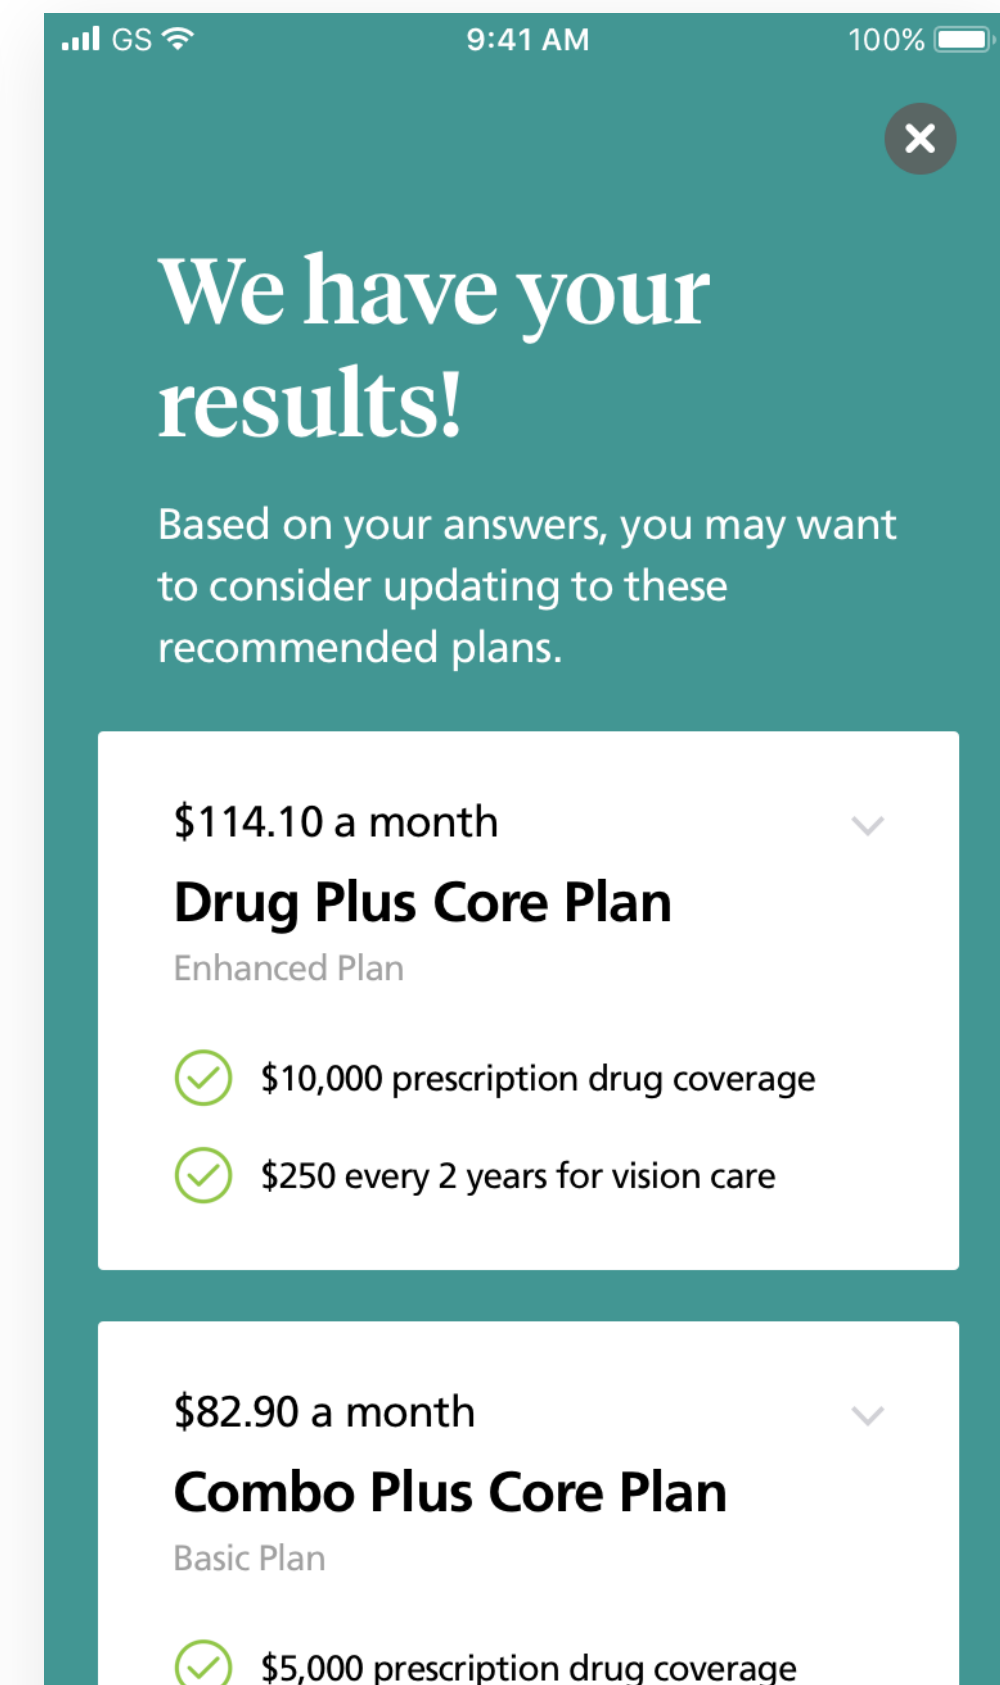 GS 9:41 AM 100%
We have your
results!
Based on your answers, you may want
to consider updating to these
recommended plans.
$114.10 a month
Drug Plus Core Plan
Enhanced Plan
$10,000 prescription drug coverage
$250 every 2 years for vision care
$82.90 a month
Combo Plus Core Plan
Basic Plan
$5,000 prescription drug coverage